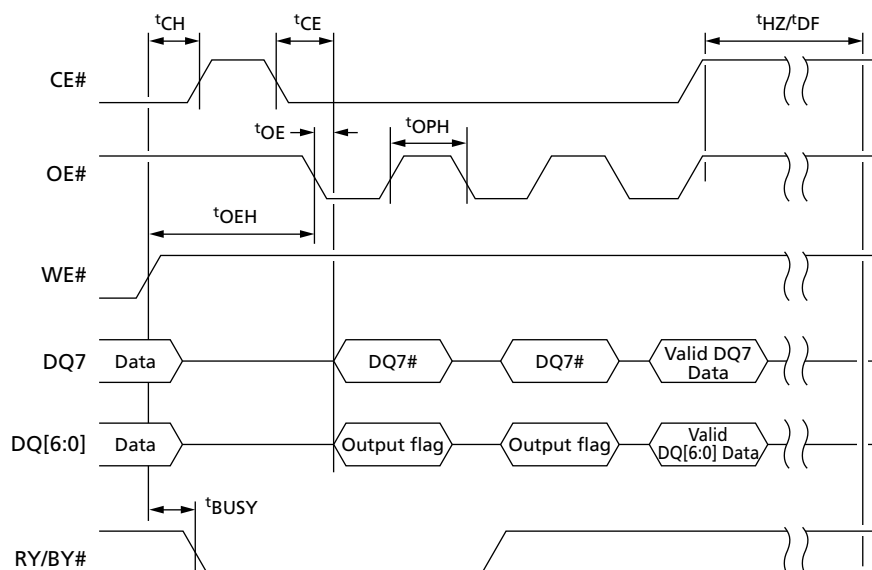 tCH tCE tHZ/tDF
CE#
tOE tOPH
OE#
tOEH
WE#
DQ7 Data DQ7# DQ7# Valid DQ7
Data
DQ[6:0] Data Output flag Output flag Valid
DQ[6:0] Data
tBUSY
RY/BY#